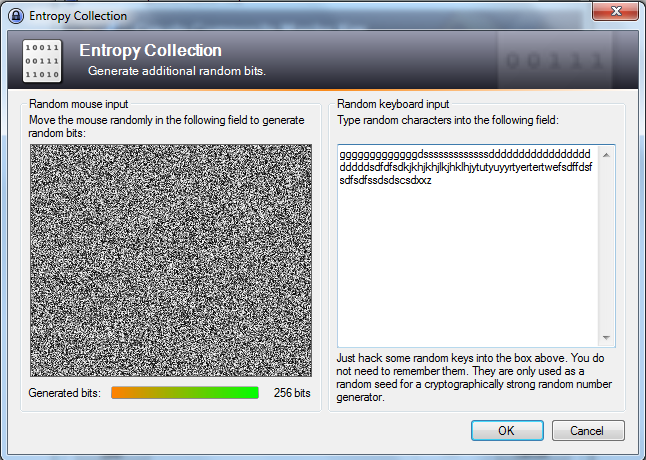 Entropy Collection
10011
00111
11010
Entropy Collection
Generate additional random bits.
00111
Random mouse input
Move the mouse randomly in the following field to generate
random bits:
Generated bits:
256 bits
Random keyboard input
Type random characters into the following field:
ggggggggggggggdsssssssssssssddddddddddddddddd
dddddsdfdfsdkjkhjkhjlkjhklhjytutyuyyrtyertertwefsdffdsf
sdfsdfssdsdscsdxxz
Just hack some random keys into the box above. You do
not need to remember them. They are only used as a
random seed for a cryptographically strong random number
generator.
OK
Cancel